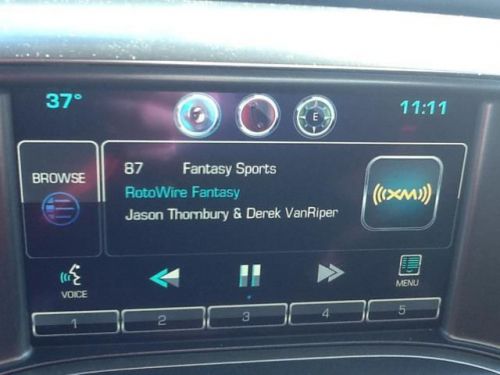 37° 11:11
E
BROWSE
87 Fantasy Sports
RotoWire Fantasy
Jason Thornbury & Derek VanRiper
((XM))
VOICE
MENU
1 2 3 4 5